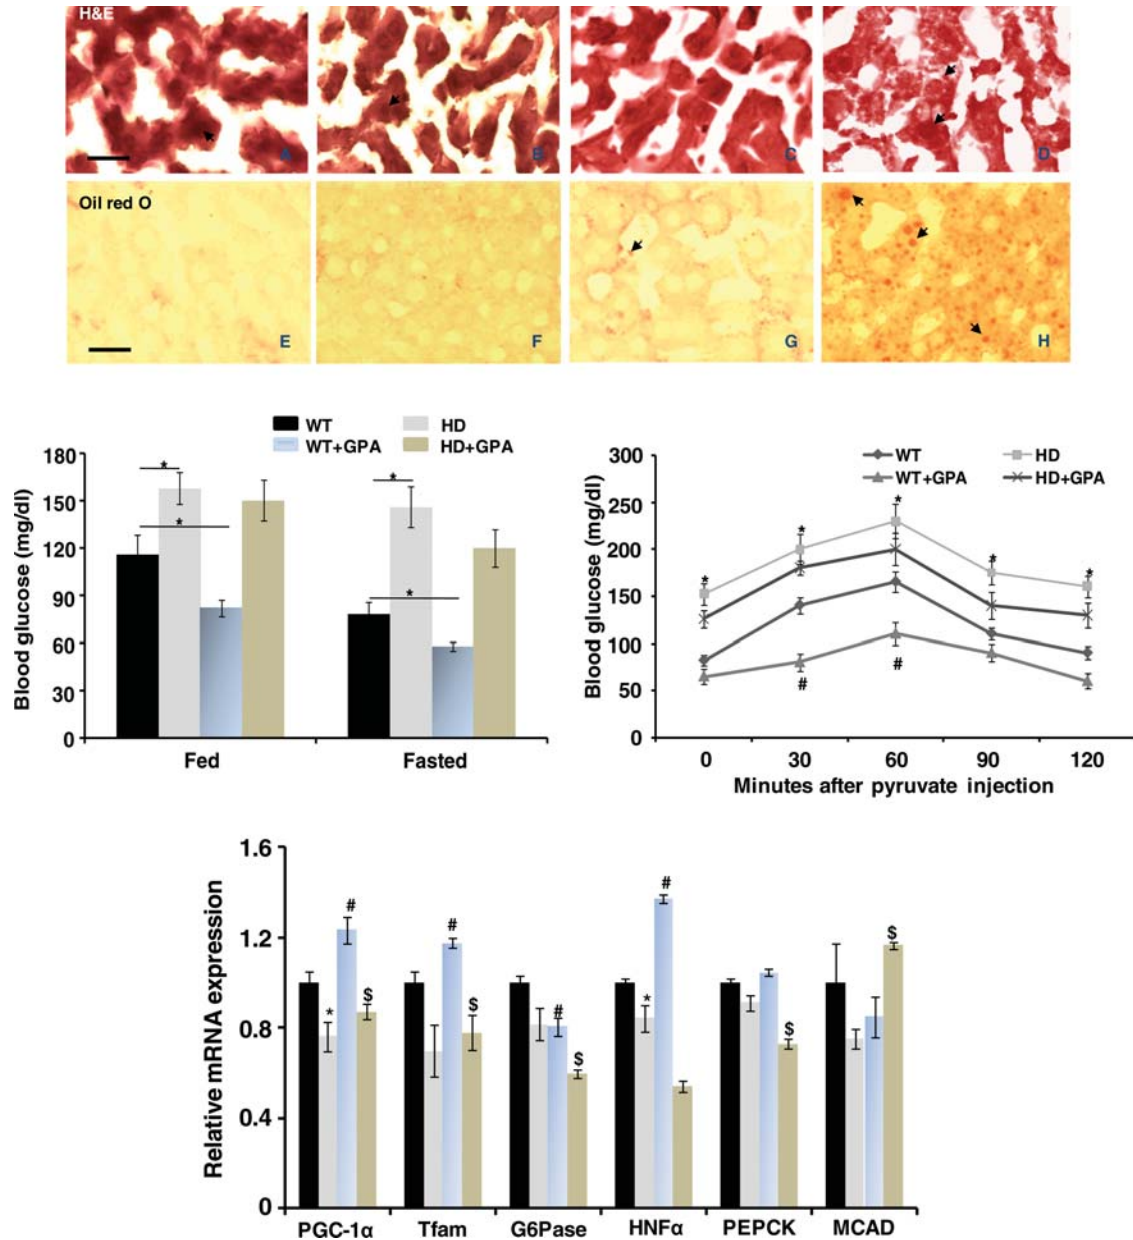 H&E
A
B
C
D
Oil red O
E
F
G
H
WT
HD
WT+GPA
HD+GPA
Blood glucose (mg/dl)
180
150
120
90
60
30
0
*
*
*
*
Fed
Fasted
WT
HD
WT+GPA
HD+GPA
Blood glucose (mg/dl)
300
250
200
150
100
50
0
*
*
*
*
*
#
#
0 30 60 90 120
Minutes after pyruvate injection
Relative mRNA expression
1.6
1.2
0.8
0.4
0
*
#
$
#
$
#
$
*
#
$
$
PGC-1α Tfam G6Pase HNFα PEPCK MCAD